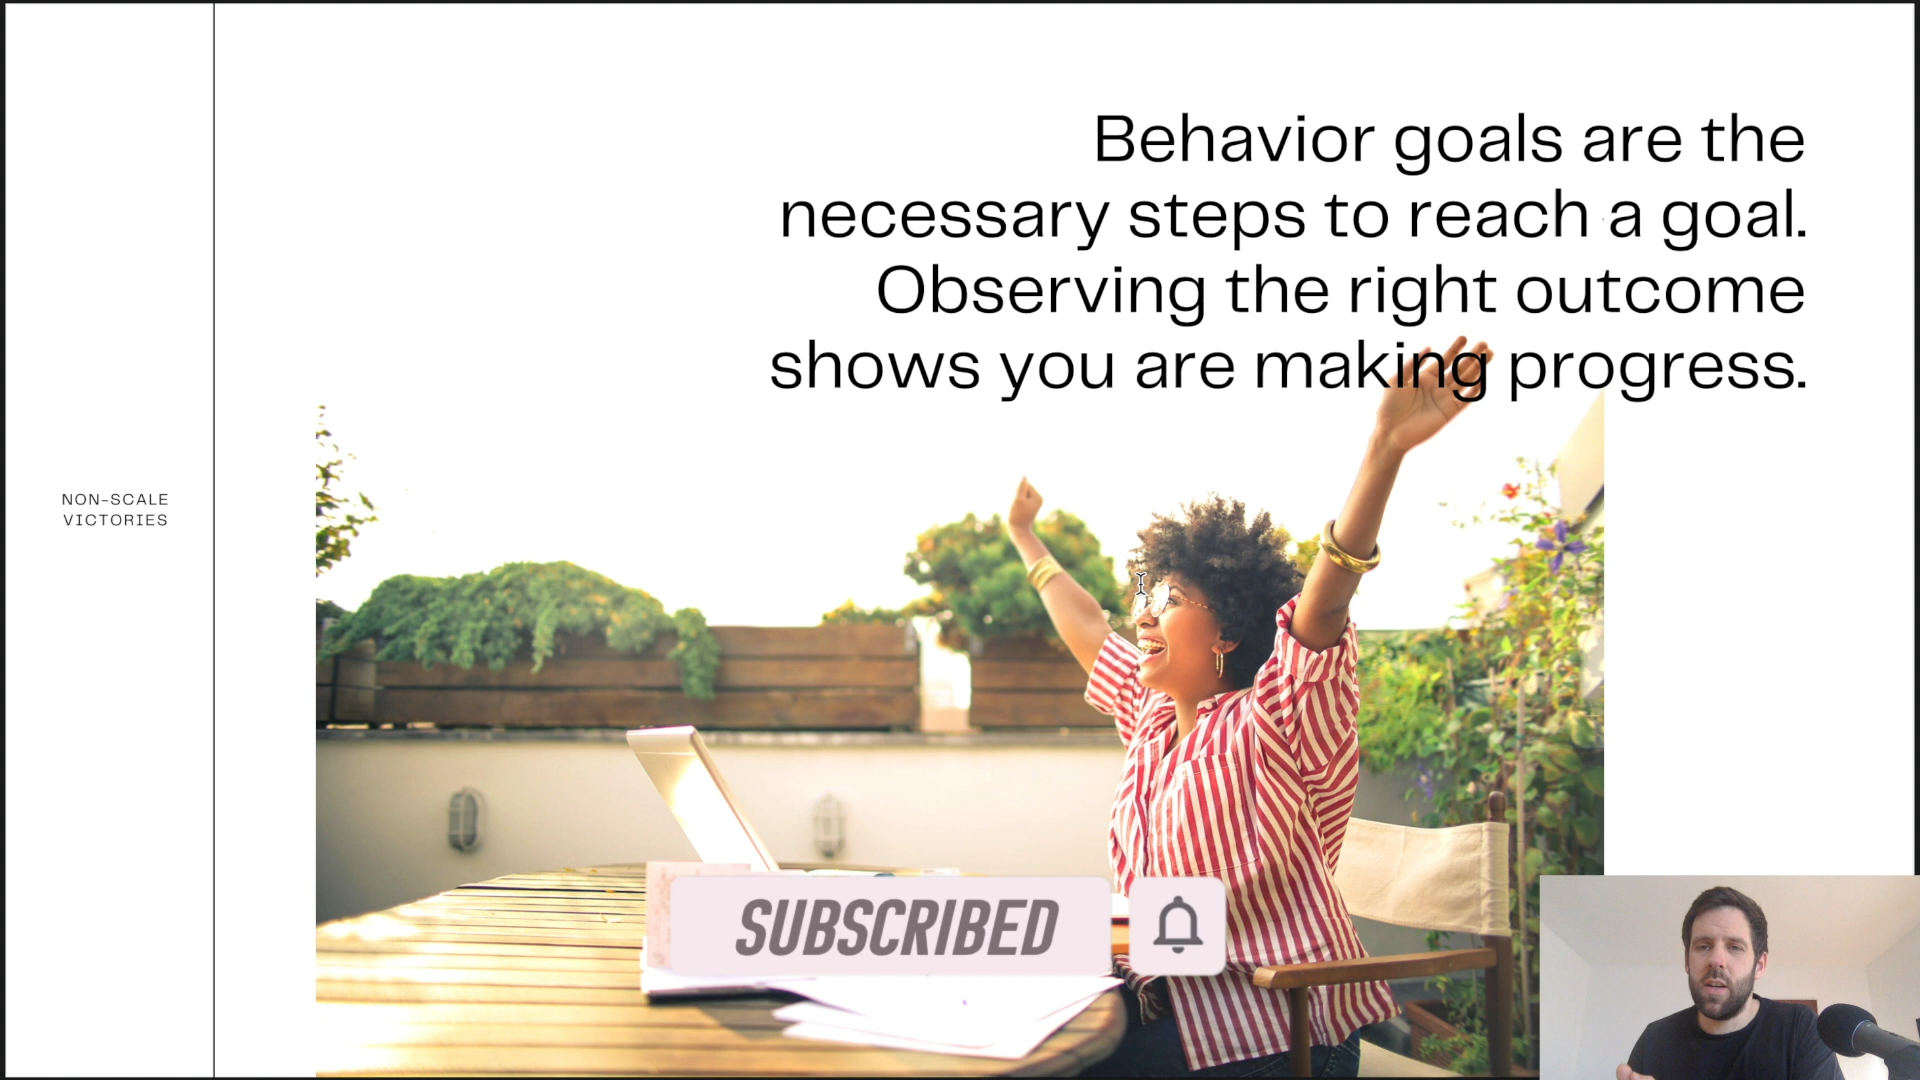 Behavior goals are the
necessary steps to reach a goal.
Observing the right outcome
shows you are making progress.
NON-SCALE
VICTORIES
SUBSCRIBED